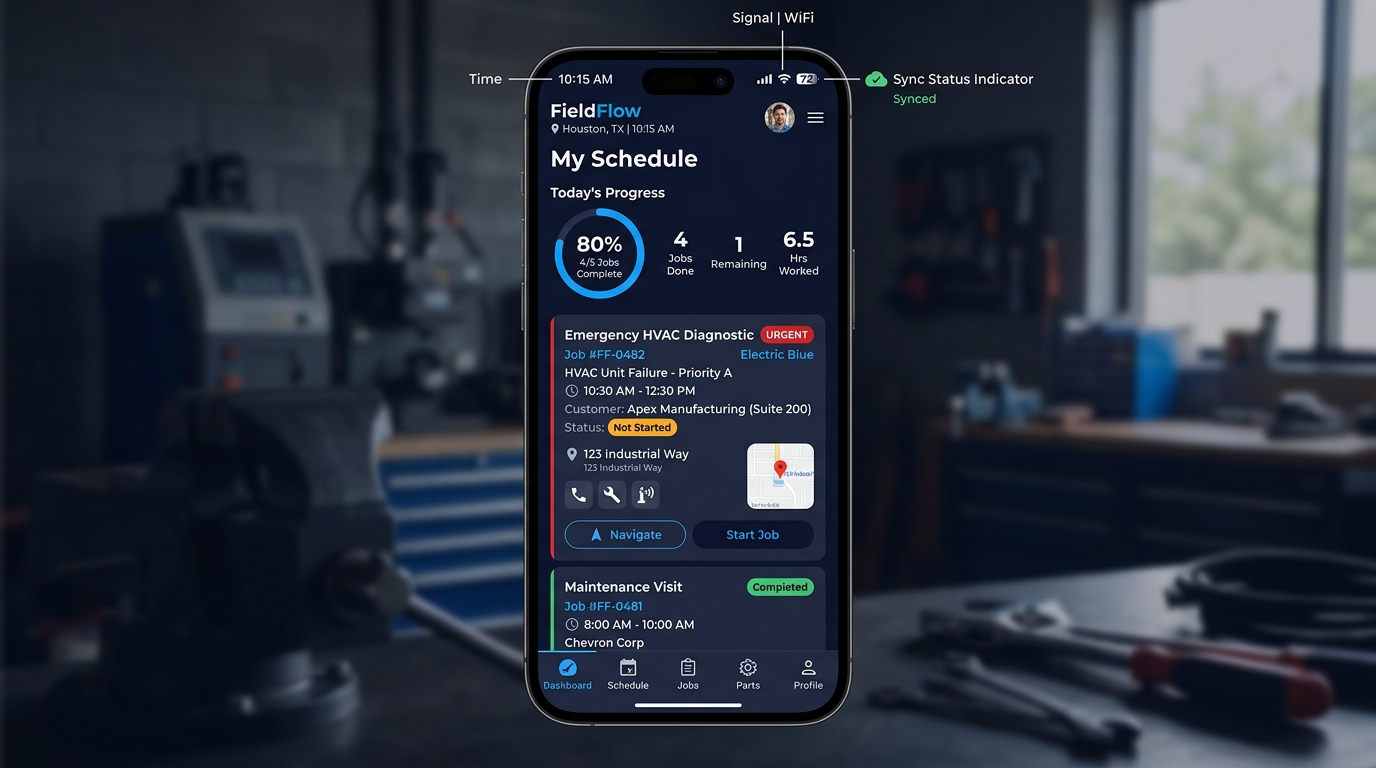 Signal | WiFi
Time
10:15 AM
72
Sync Status Indicator
Synced
FieldFlow
Houston, TX | 10:15 AM
My Schedule
Today's Progress
80%
4/5 Jobs
Complete
4
Jobs
Done
1
Remaining
6.5
Hrs
Worked
Emergency HVAC Diagnostic
URGENT
Job #FF-0482
Electric Blue
HVAC Unit Failure - Priority A
10:30 AM - 12:30 PM
Customer: Apex Manufacturing (Suite 200)
Status: Not Started
123 industrial Way
123 Industrial Way
Navigate
Start Job
Maintenance Visit
Completed
Job #FF-0481
8:00 AM - 10:00 AM
Chevron Corp
Dashboard
Schedule
Jobs
Parts
Profile